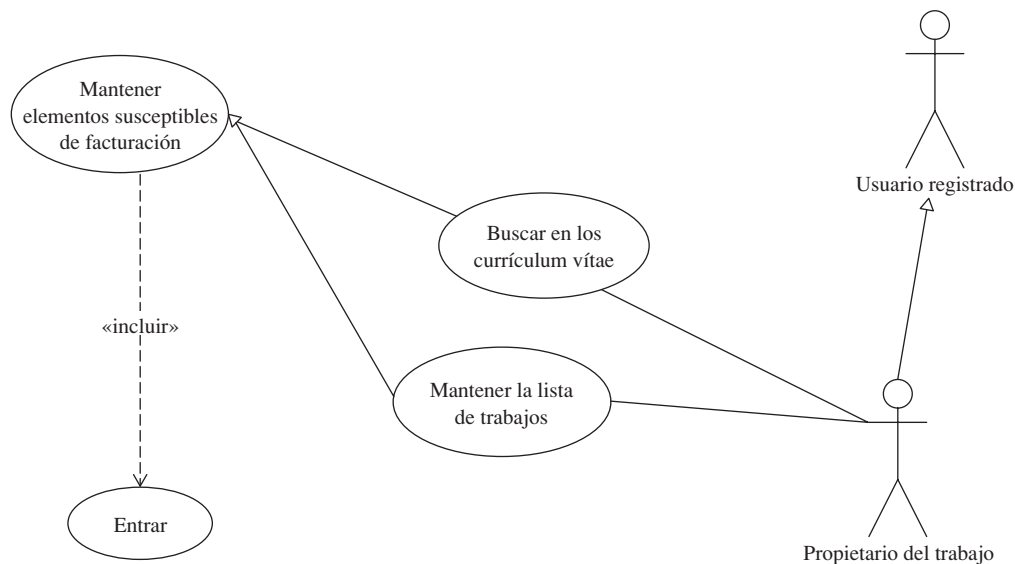 Mantener
elementos susceptibles
de facturación
Usuario registrado
Buscar en los
currículum vítae
«incluir»
Mantener la lista
de trabajos
Entrar
Propietario del trabajo